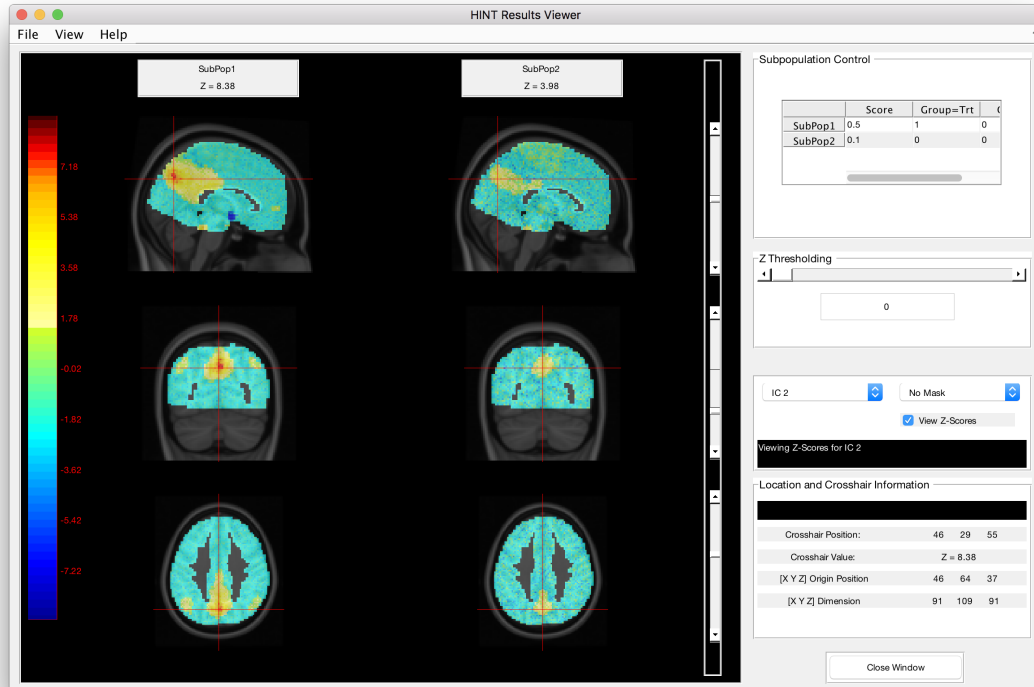 HINT Results Viewer
File View Help
SubPop1
Z = 8.38
SubPop2
Z = 3.98
7.18
5.38
3.58
1.78
-0.02
-1.82
-3.62
-5.42
-7.22
Subpopulation Control
Score Group=Trt
SubPop1 0.5 1 0
SubPop2 0.1 0 0
Z Thresholding
0
IC 2 No Mask
View Z-Scores
Viewing Z-Scores for IC 2
Location and Crosshair Information
Crosshair Position: 46 29 55
Crosshair Value: Z = 8.38
[X Y Z] Origin Position 46 64 37
[X Y Z] Dimension 91 109 91
Close Window